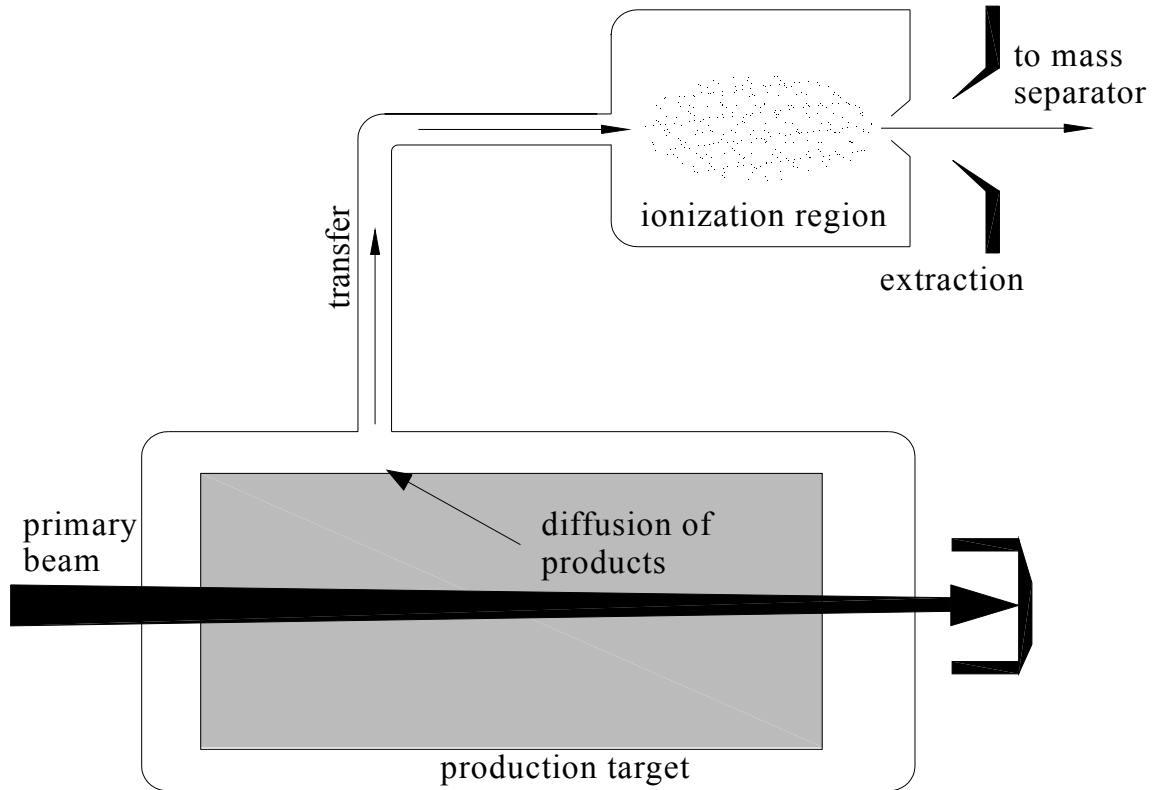 to mass
separator
ionization region
extraction
transfer
primary
beam
diffusion of
products
production target